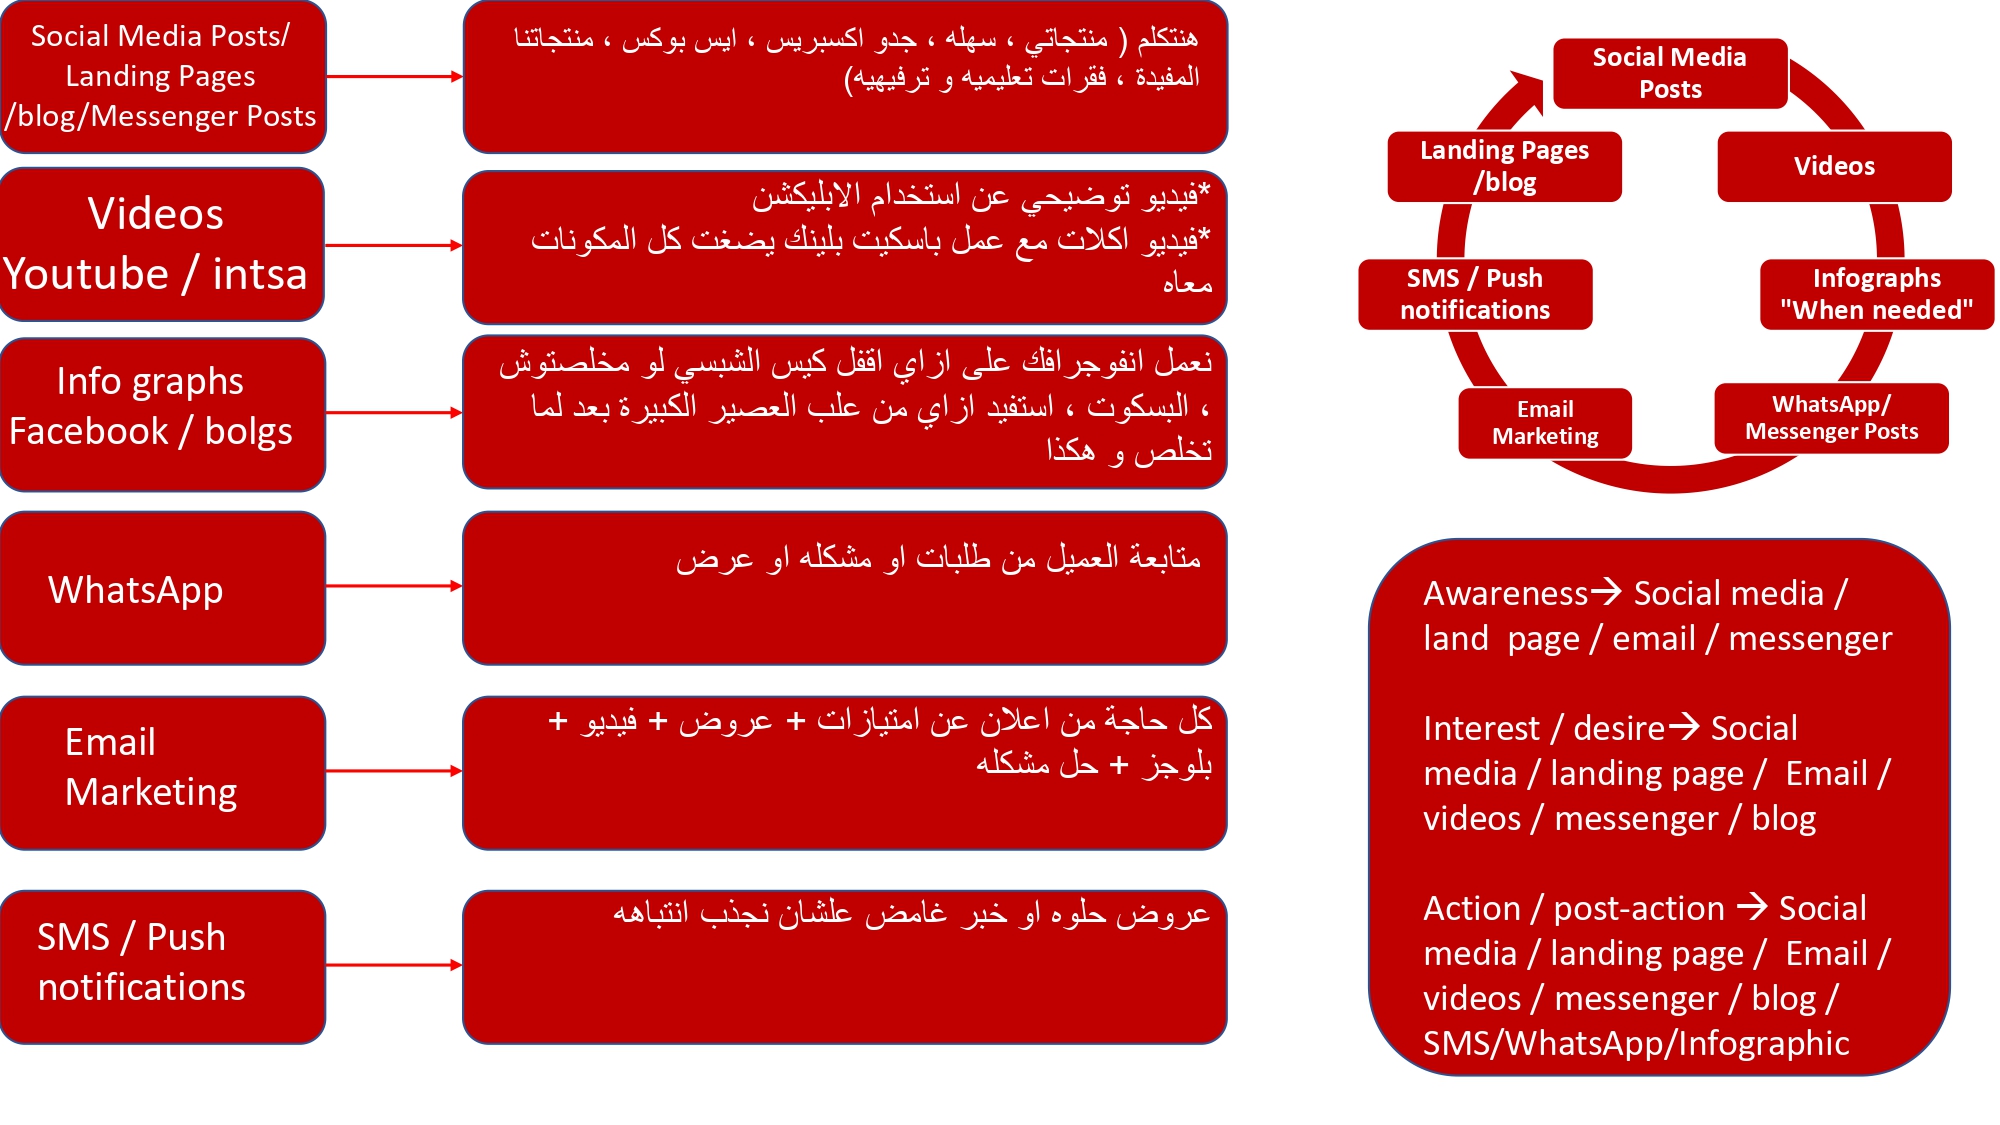 Social Media Posts/
Landing Pages
/blog/Messenger Posts
هنتكلم ( منتجاتي ، سهله ، جدو اكسبريس ، ايس بوكس ، منتجاتنا
المفيدة ، فقرات تعليميه و ترفيهيه)
Videos
Youtube / intsa
*فيديو توضيحي عن استخدام الابليكشن
*فيديو اكلات مع عمل باسكيت بلينك يضغت كل المكونات
معاه
Info graphs
Facebook / bolgs
نعمل انفوجرافك على ازاي اقفل كيس الشبسي لو مخلصتوش
، البسكوت ، استفيد ازاي من علب العصير الكبيرة بعد لما
تخلص و هكذا
WhatsApp
متابعة العميل من طلبات او مشكله او عرض
Email
Marketing
كل حاجة من اعلان عن امتيازات + عروض + فيديو +
بلوجز + حل مشكله
SMS / Push
notifications
عروض حلوه او خبر غامض علشان نجذب انتباهه
Social Media
Posts
Videos
Infographs
"When needed"
WhatsApp/
Messenger Posts
Email
Marketing
SMS / Push
notifications
Landing Pages
/blog
Awareness→ Social media /
land  page / email / messenger
Interest / desire→ Social
media / landing page /  Email /
videos / messenger / blog
Action / post-action → Social
media / landing page /  Email /
videos / messenger / blog /
SMS/WhatsApp/Infographic